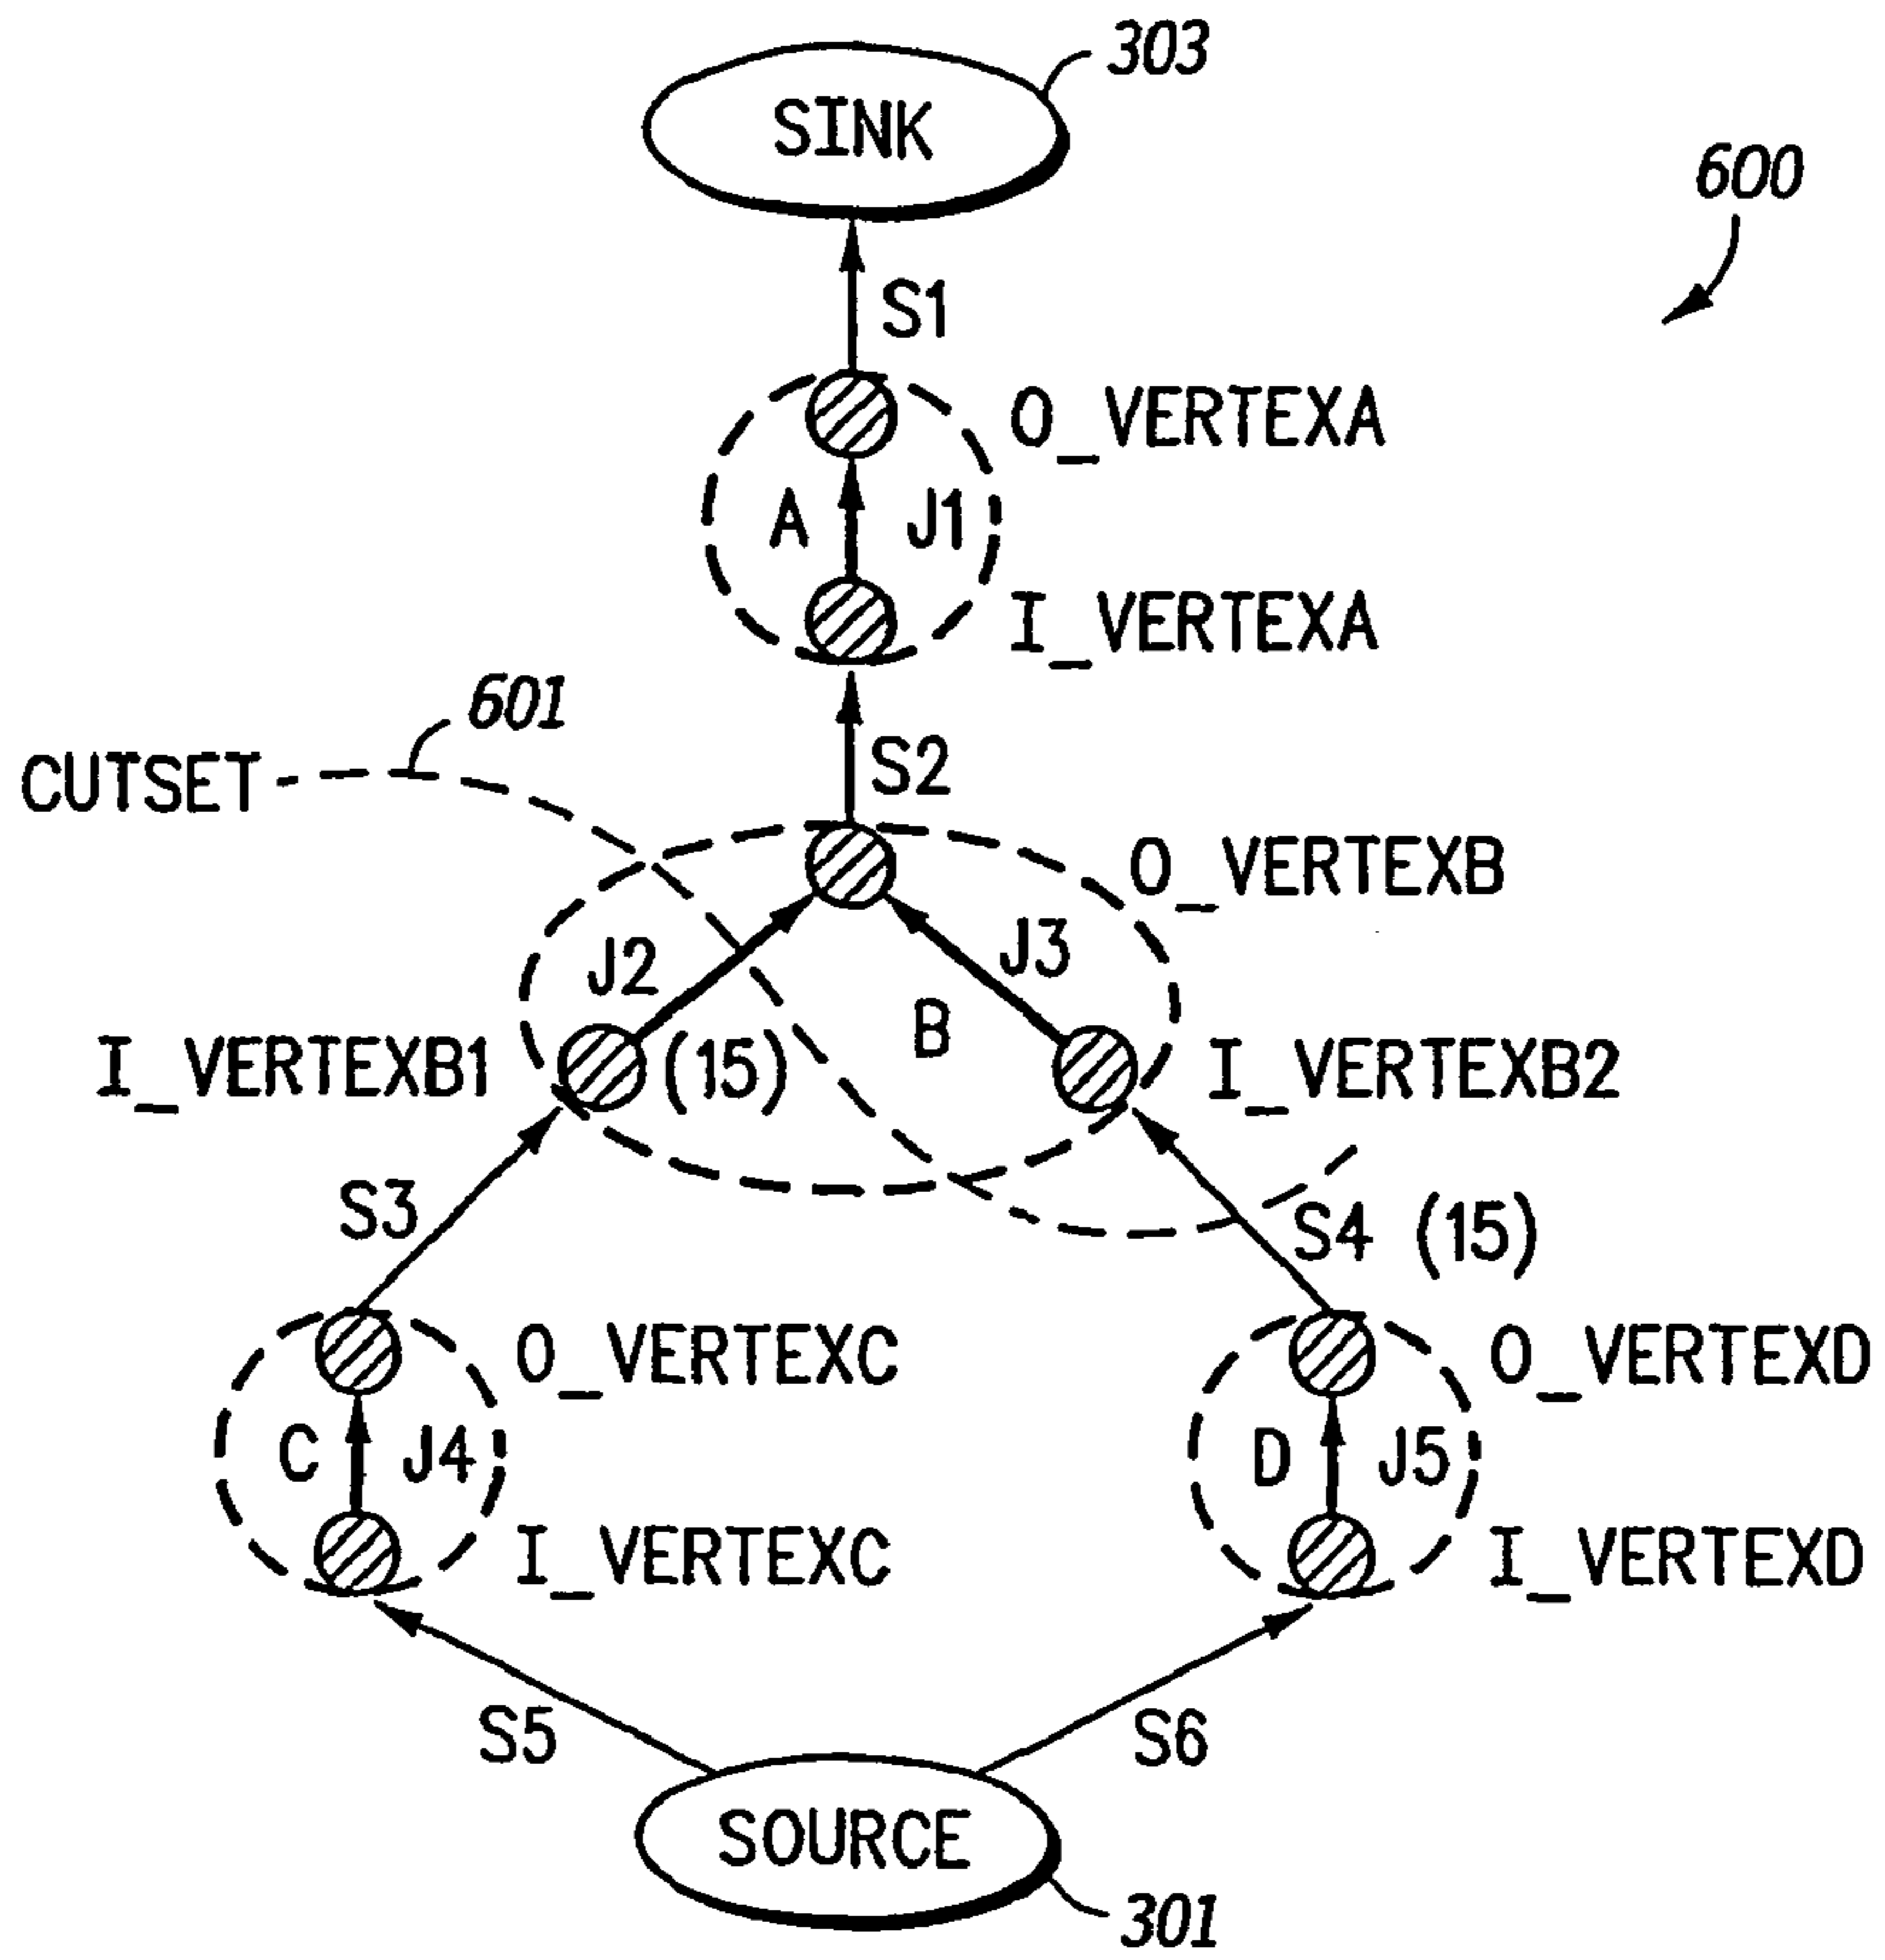 303
SINK
600
S1
O_VERTEXA
A
J1
I_VERTEXA
601
CUTSET
S2
O_VERTEXB
J2
J3
B
I_VERTEXB1
(15)
I_VERTEXB2
S3
S4 (15)
O_VERTEXC
O_VERTEXD
C
J4
D
J5
I_VERTEXC
I_VERTEXD
S5
S6
SOURCE
301